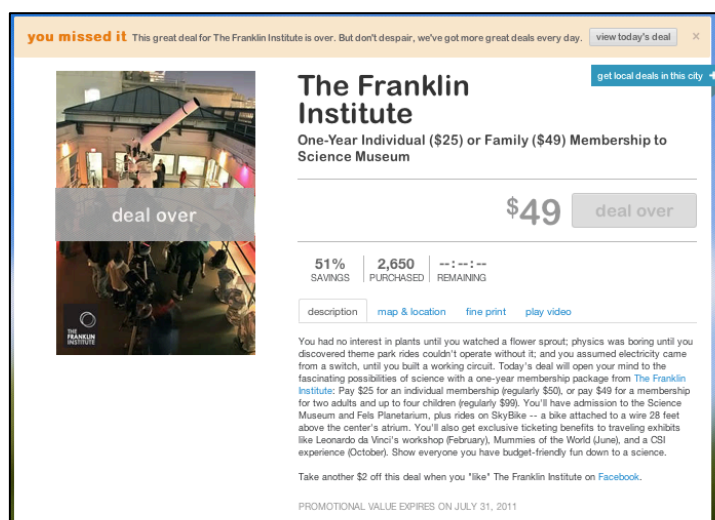 you missed it This great deal for The Franklin Institute is over. But don't despair, we've got more great deals every day. view today's deal ×
get local deals in this city +
The Franklin
Institute
One-Year Individual ($25) or Family ($49) Membership to
Science Museum
deal over
$49 deal over
51% 2,650 --:--:--
SAVINGS PURCHASED REMAINING
description map & location fine print play video
THE
FRANKLIN
INSTITUTE
You had no interest in plants until you watched a flower sprout; physics was boring until you
discovered theme park rides couldn't operate without it; and you assumed electricity came
from a switch, until you built a working circuit. Today's deal will open your mind to the
fascinating possibilities of science with a one-year membership package from The Franklin
Institute: Pay $25 for an individual membership (regularly $50), or pay $49 for a membership
for two adults and up to four children (regularly $99). You'll have admission to the Science
Museum and Fels Planetarium, plus rides on SkyBike -- a bike attached to a wire 28 feet
above the center's atrium. You'll also get exclusive ticketing benefits to traveling exhibits
like Leonardo da Vinci's workshop (February), Mummies of the World (June), and a CSI
experience (October). Show everyone you have budget-friendly fun down to a science.
Take another $2 off this deal when you "like" The Franklin Institute on Facebook.
PROMOTIONAL VALUE EXPIRES ON JULY 31, 2011